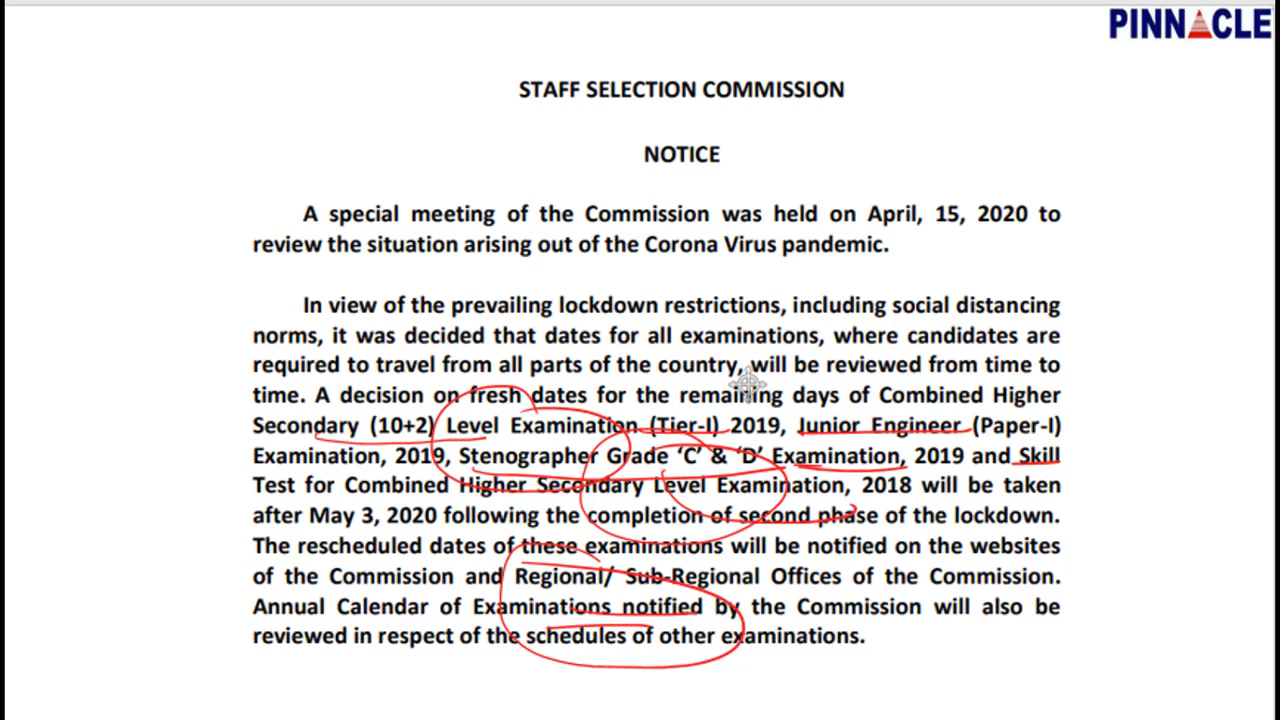 PINNACLE
STAFF SELECTION COMMISSION
NOTICE
A special meeting of the Commission was held on April, 15, 2020 to
review the situation arising out of the Corona Virus pandemic.
In view of the prevailing lockdown restrictions, including social distancing
norms, it was decided that dates for all examinations, where candidates are
required to travel from all parts of the country, will be reviewed from time to
time. A decision on fresh dates for the remaining days of Combined Higher
Secondary (10+2) Level Examination (Tier-I) 2019, Junior Engineer (Paper-I)
Examination, 2019, Stenographer Grade ‘C’ & ‘D’ Examination, 2019 and Skill
Test for Combined Higher Secondary Level Examination, 2018 will be taken
after May 3, 2020 following the completion of second phase of the lockdown.
The rescheduled dates of these examinations will be notified on the websites
of the Commission and Regional/ Sub-Regional Offices of the Commission.
Annual Calendar of Examinations notified by the Commission will also be
reviewed in respect of the schedules of other examinations.